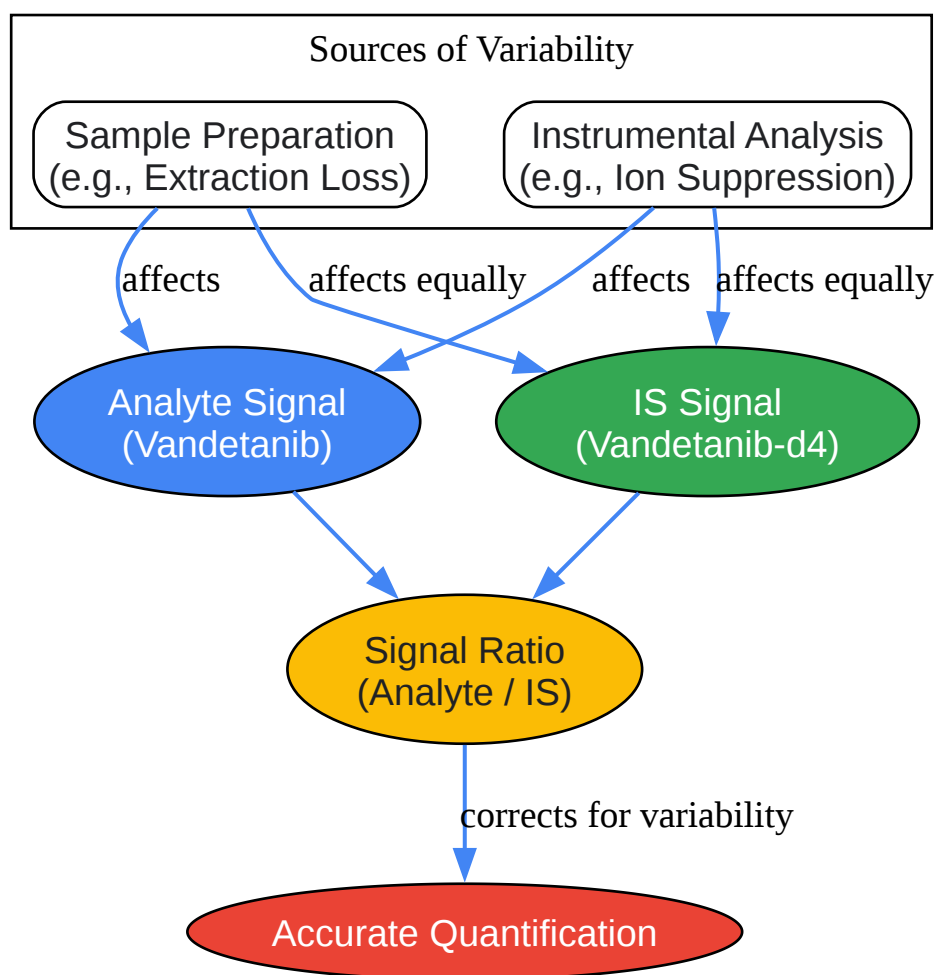 Sources of Variability
Sample Preparation
(e.g., Extraction Loss)
Instrumental Analysis
(e.g., Ion Suppression)
affects
affects equally
affects
affects equally
Analyte Signal
(Vandetanib)
IS Signal
(Vandetanib-d4)
Signal Ratio
(Analyte / IS)
corrects for variability
Accurate Quantification